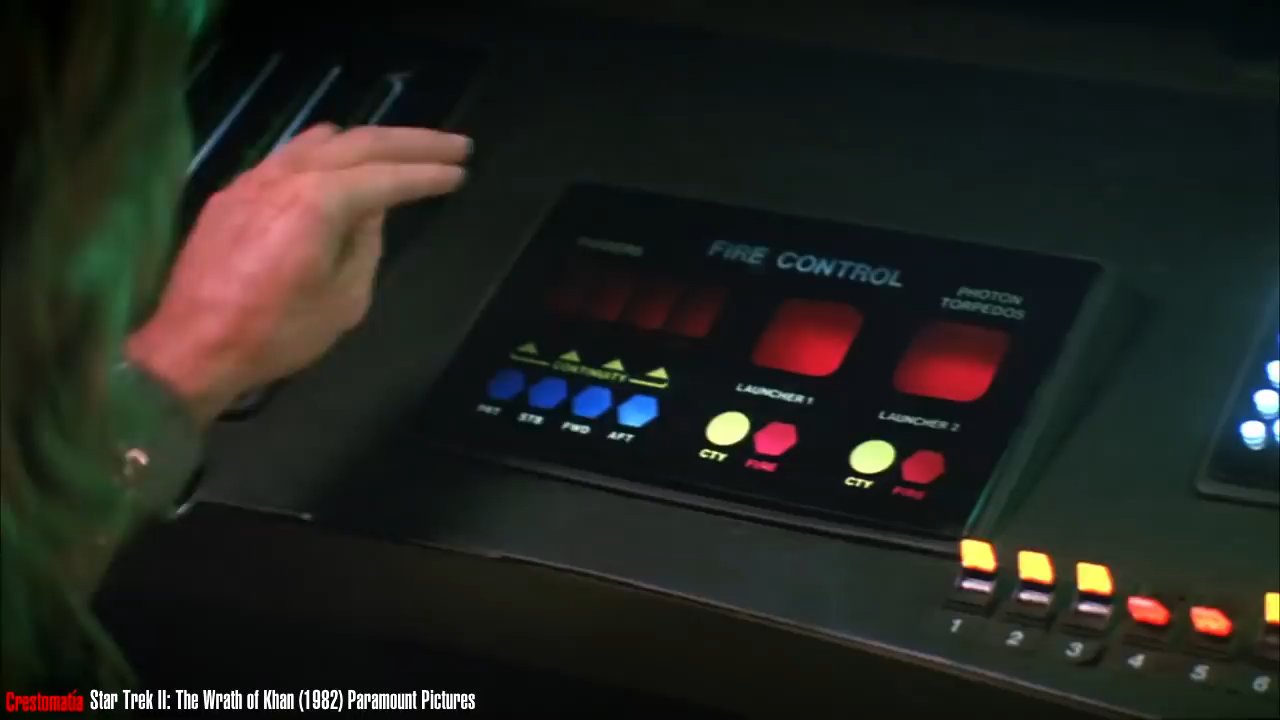 FIRE CONTROL
PHASERS
PHOTON
TORPEDOS
CONTINUITY
LAUNCHER 1
LAUNCHER 2
PRT STB FWD AFT
CTY FIRE
CTY FIRE
1 2 3 4 5 6
Crestomatía Star Trek II: The Wrath of Khan (1982) Paramount Pictures